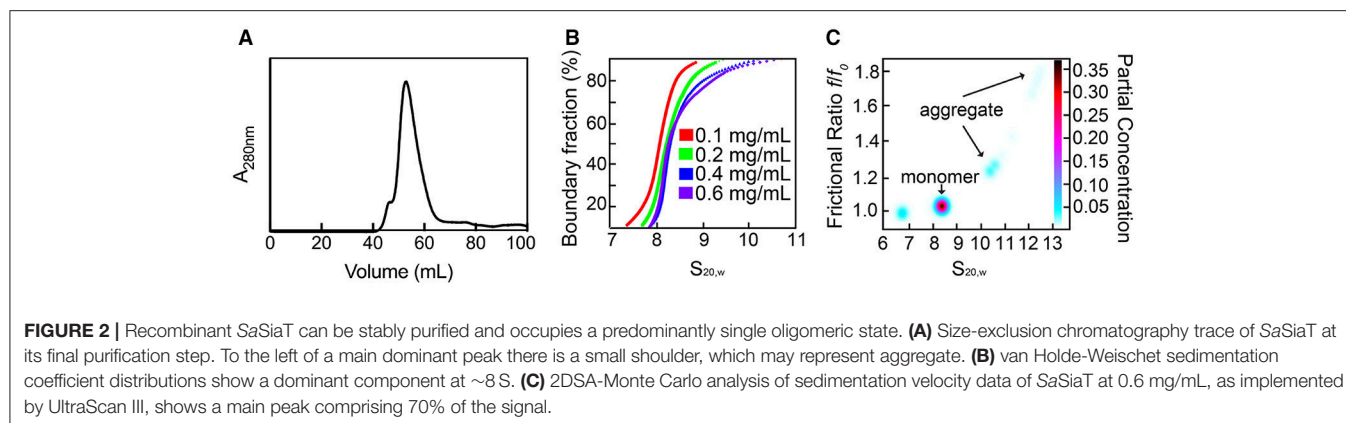 A
A280nm
0
20
40
60
80
100
Volume (mL)
B
Boundary fraction (%)
80
60
40
20
0.1 mg/mL
0.2 mg/mL
0.4 mg/mL
0.6 mg/mL
7
8
9
10
11
S20,w
C
Frictional Ratio f/f0
1.8
1.6
1.4
1.2
1.0
aggregate
monomer
6
7
8
9
10
11
12
13
S20,w
0.35
0.30
0.25
0.20
0.15
0.10
0.05
Partial Concentration
FIGURE 2 | Recombinant SaSiaT can be stably purified and occupies a predominantly single oligomeric state. (A) Size-exclusion chromatography trace of SaSiaT at
its final purification step. To the left of a main dominant peak there is a small shoulder, which may represent aggregate. (B) van Holde-Weischet sedimentation
coefficient distributions show a dominant component at ∼8 S. (C) 2DSA-Monte Carlo analysis of sedimentation velocity data of SaSiaT at 0.6 mg/mL, as implemented
by UltraScan III, shows a main peak comprising 70% of the signal.